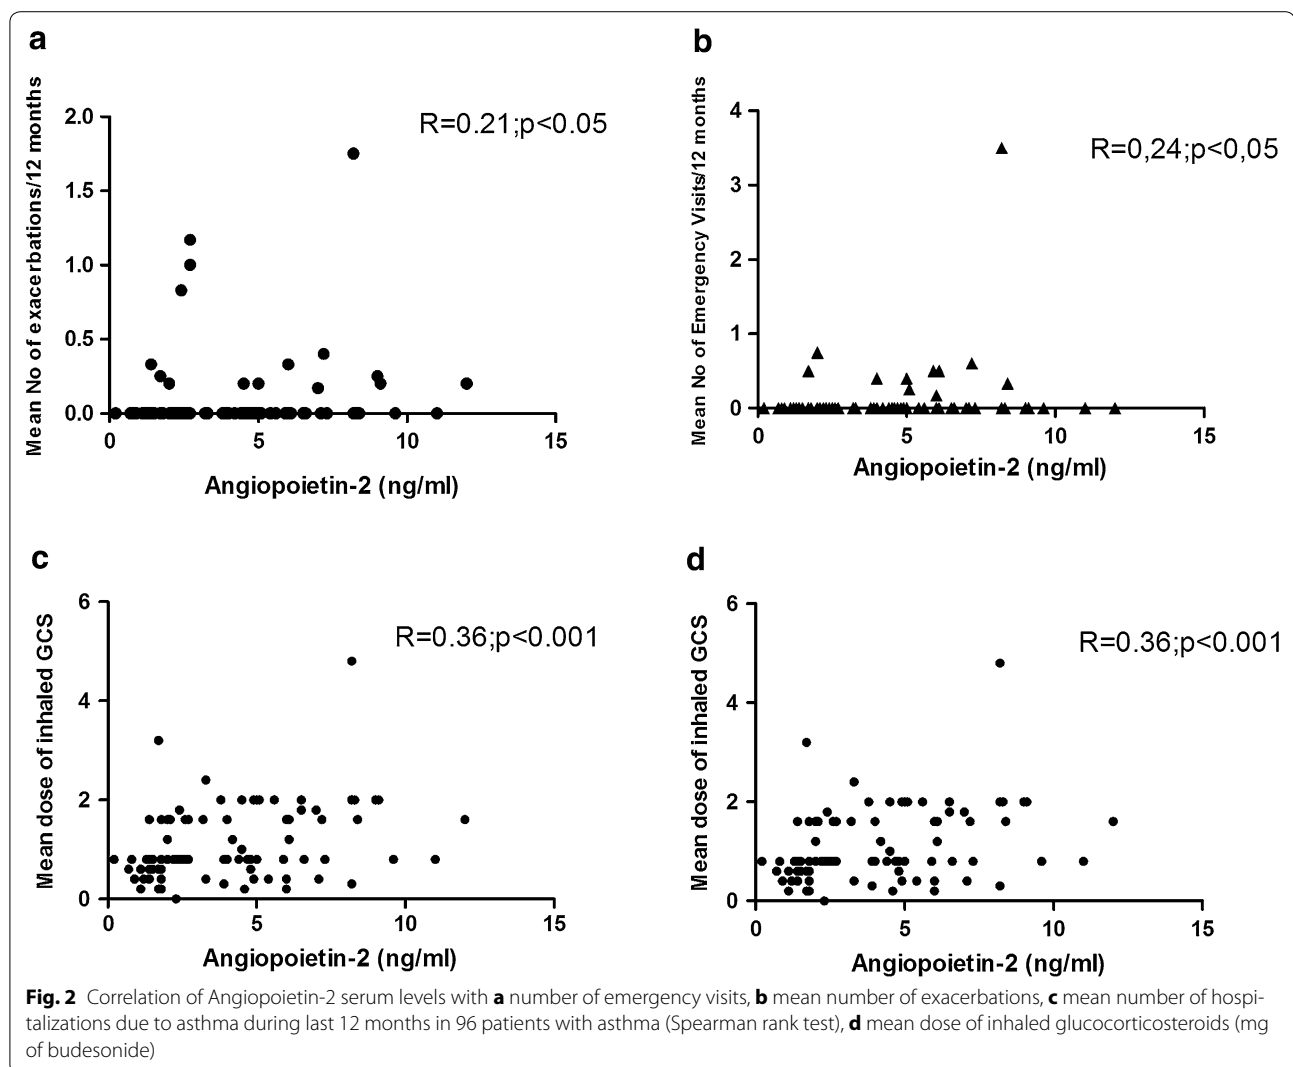 a
Mean No of exacerbations/12 months
2.0
1.5
1.0
0.5
0.0
R=0.21;p<0.05
0 5 10 15
Angiopoietin-2 (ng/ml)
b
Mean No of Emergency Visits/12 months
4
3
2
1
0
R=0,24;p<0,05
0 5 10 15
Angiopoietin-2 (ng/ml)
c
Mean dose of inhaled GCS
6
4
2
0
R=0.36;p<0.001
0 5 10 15
Angiopoietin-2 (ng/ml)
d
Mean dose of inhaled GCS
6
4
2
0
R=0.36;p<0.001
0 5 10 15
Angiopoietin-2 (ng/ml)
Fig. 2 Correlation of Angiopoietin-2 serum levels with a number of emergency visits, b mean number of exacerbations, c mean number of hospi-
talizations due to asthma during last 12 months in 96 patients with asthma (Spearman rank test), d mean dose of inhaled glucocorticosteroids (mg
of budesonide)